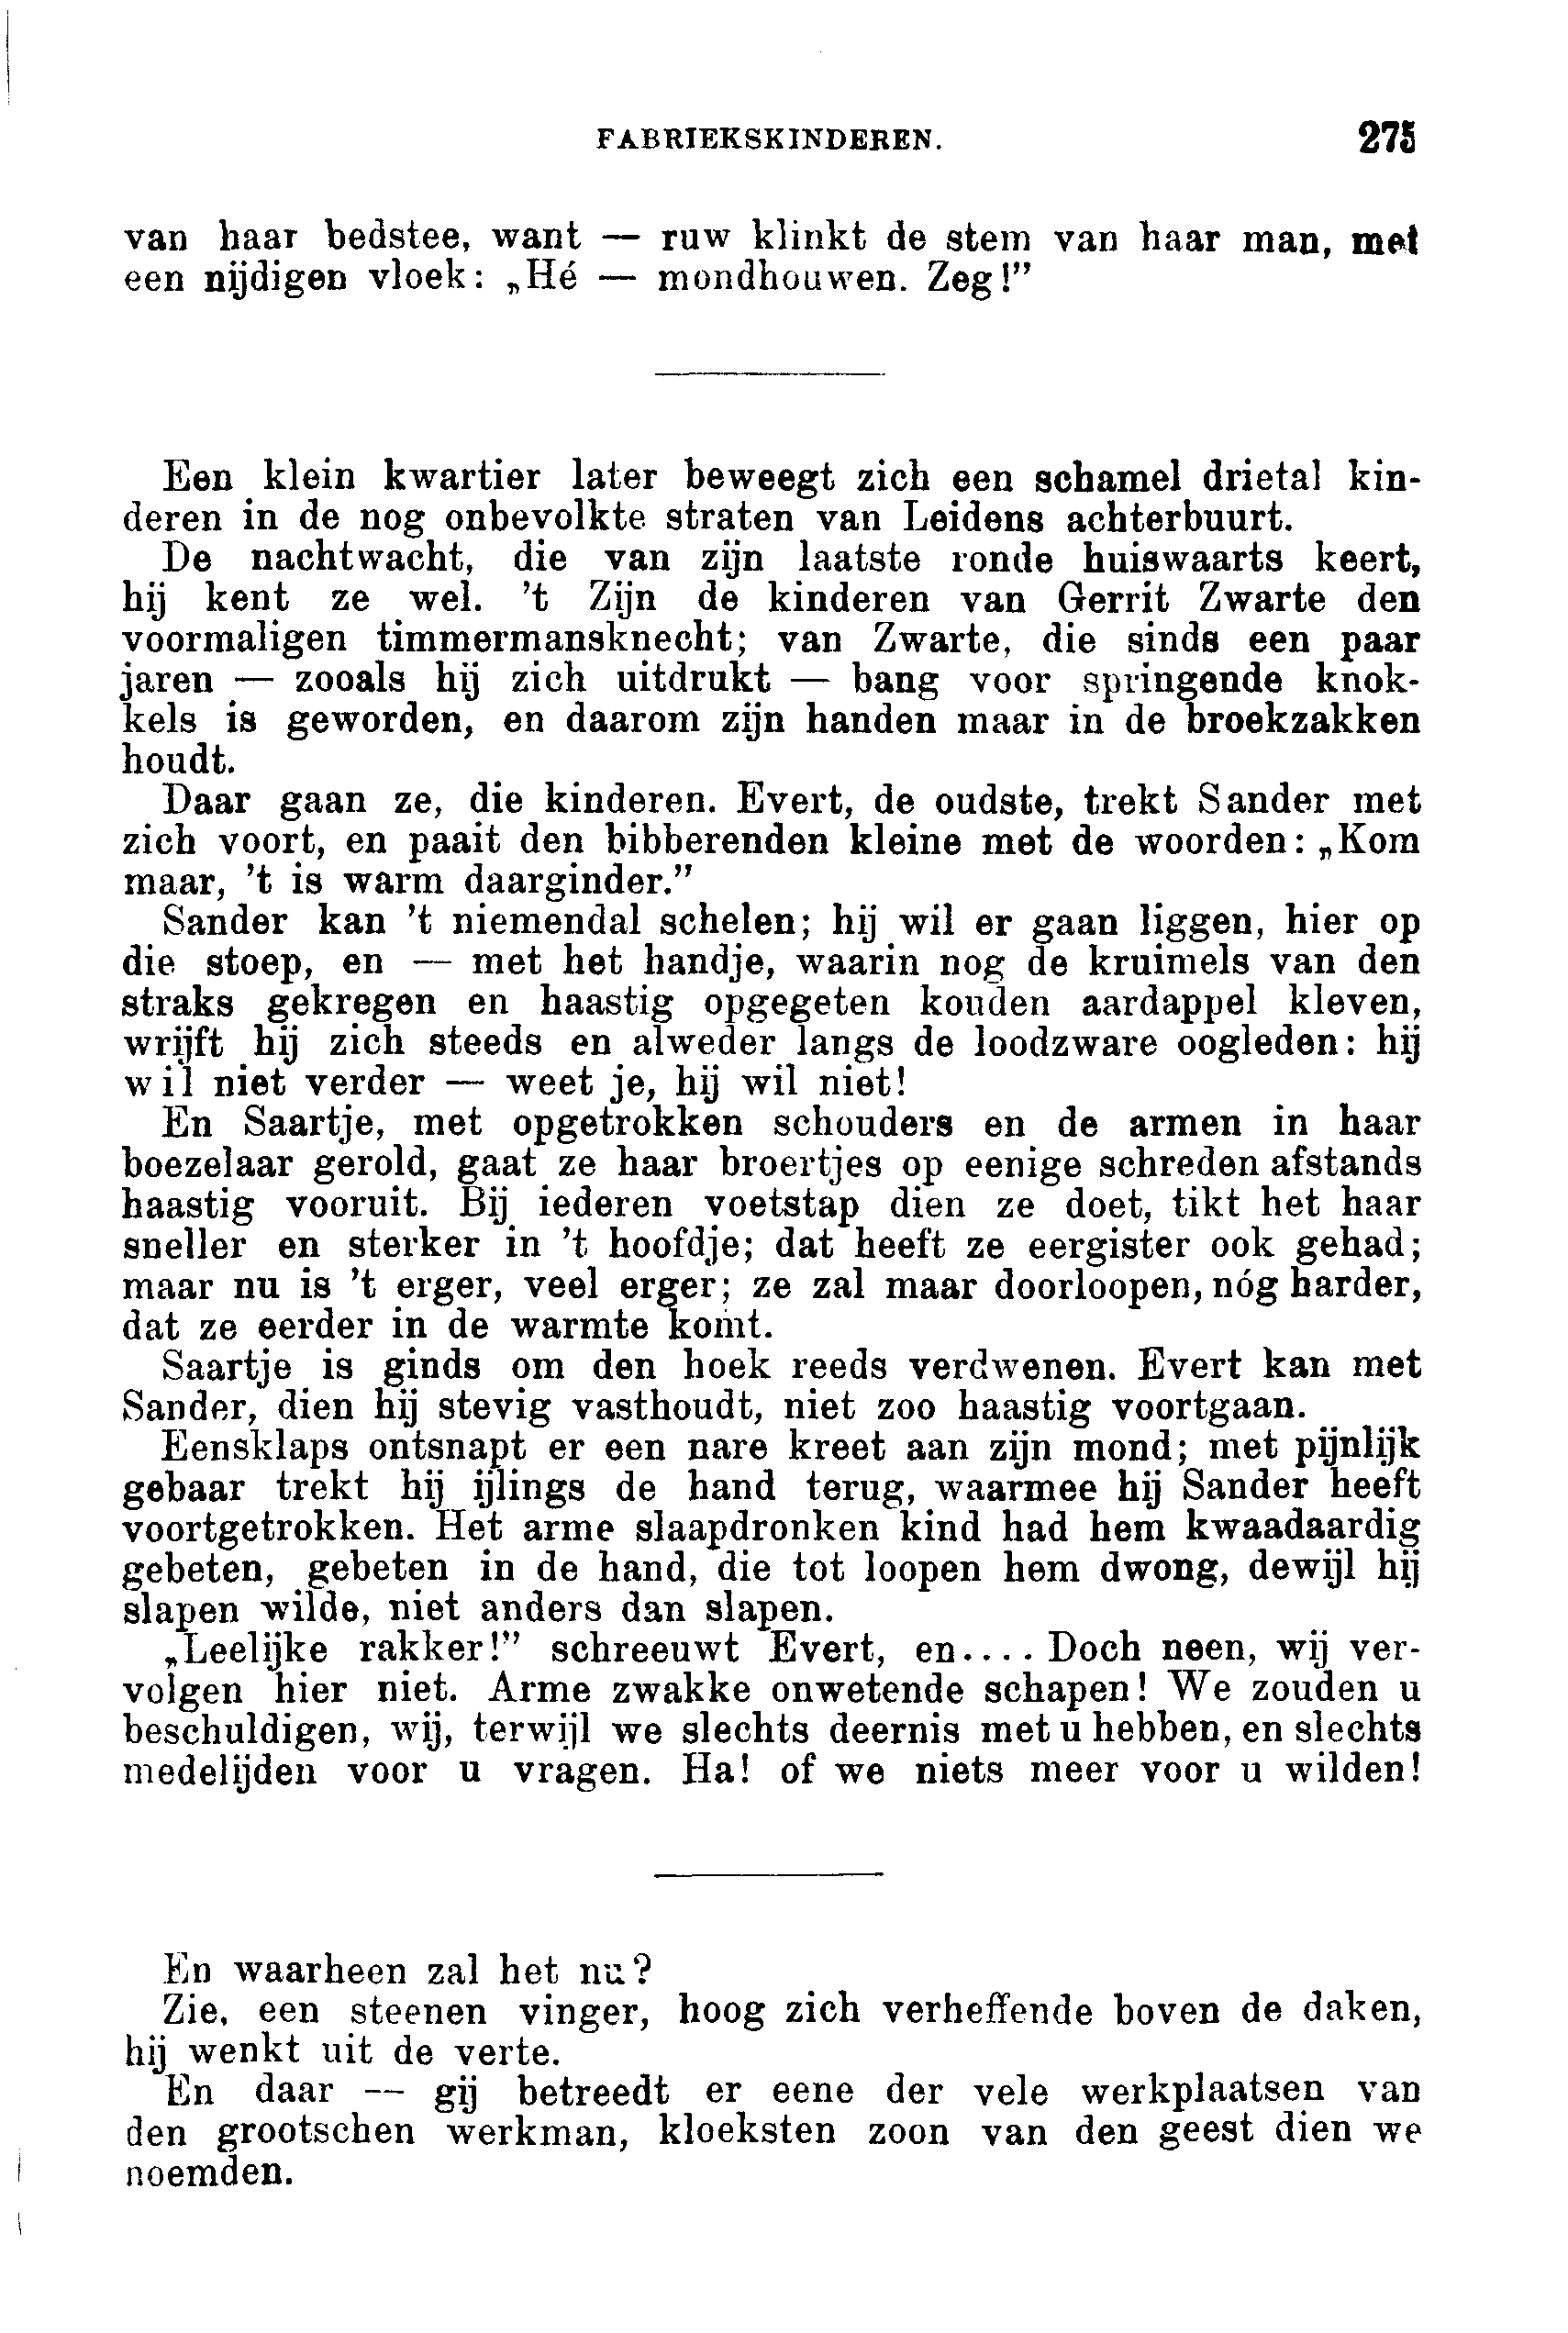 FABRIEKSKINDEREN. 275
van haar bedstee, want — ruw klinkt de stem van haar man, met
een nijdigen vloek: „Hé — mondhouwen. Zeg!”
Een klein kwartier later beweegt zich een schamel drietal kin-
deren in de nog onbevolkte straten van Leidens achterbuurt.
De nachtwacht, die van zijn laatste ronde huiswaarts keert,
hij kent ze wel. 't Zijn de kinderen van Gerrit Zwarte den
voormaligen timmermansknecht; van Zwarte, die sinds een paar
jaren — zooals hij zich uitdrukt — bang voor springende knok-
kels is geworden, en daarom zijn handen maar in de broekzakken
houdt.
Daar gaan ze, die kinderen. Evert, de oudste, trekt Sander met
zich voort, en paait den bibberenden kleine met de woorden: „Kom
maar, 't is warm daarginder.”
Sander kan 't niemendal schelen; hij wil er gaan liggen, hier op
die stoep, en — met het handje, waarin nog de kruimels van den
straks gekregen en haastig opgegeten kouden aardappel kleven,
wrijft hij zich steeds en alweder langs de loodzware oogleden: hij
wil niet verder — weet je, hij wil niet!
En Saartje, met opgetrokken schouders en de armen in haar
boezelaar gerold, gaat ze haar broertjes op eenige schreden afstands
haastig vooruit. Bij iederen voetstap dien ze doet, tikt het haar
sneller en sterker in 't hoofdje; dat heeft ze eergister ook gehad;
maar nu is 't erger, veel erger; ze zal maar doorloopen, nóg harder,
dat ze eerder in de warmte komt.
Saartje is ginds om den hoek reeds verdwenen. Evert kan met
Sander, dien hij stevig vasthoudt, niet zoo haastig voortgaan.
Eensklaps ontsnapt er een nare kreet aan zijn mond; met pijnlijk
gebaar trekt hij ijlings de hand terug, waarmee hij Sander heeft
voortgetrokken. Het arme slaapdronken kind had hem kwaadaardig
gebeten, gebeten in de hand, die tot loopen hem dwong, dewijl hij
slapen wilde, niet anders dan slapen.
„Leelijke rakker!” schreeuwt Evert, en.... Doch neen, wij ver-
volgen hier niet. Arme zwakke onwetende schapen! We zouden u
beschuldigen, wij, terwijl we slechts deernis met u hebben, en slechts
medelijden voor u vragen. Ha! of we niets meer voor u wilden!
En waarheen zal het nu?
Zie, een steenen vinger, hoog zich verheffende boven de daken,
hij wenkt uit de verte.
En daar — gij betreedt er eene der vele werkplaatsen van
den grootschen werkman, kloeksten zoon van den geest dien we
noemden.